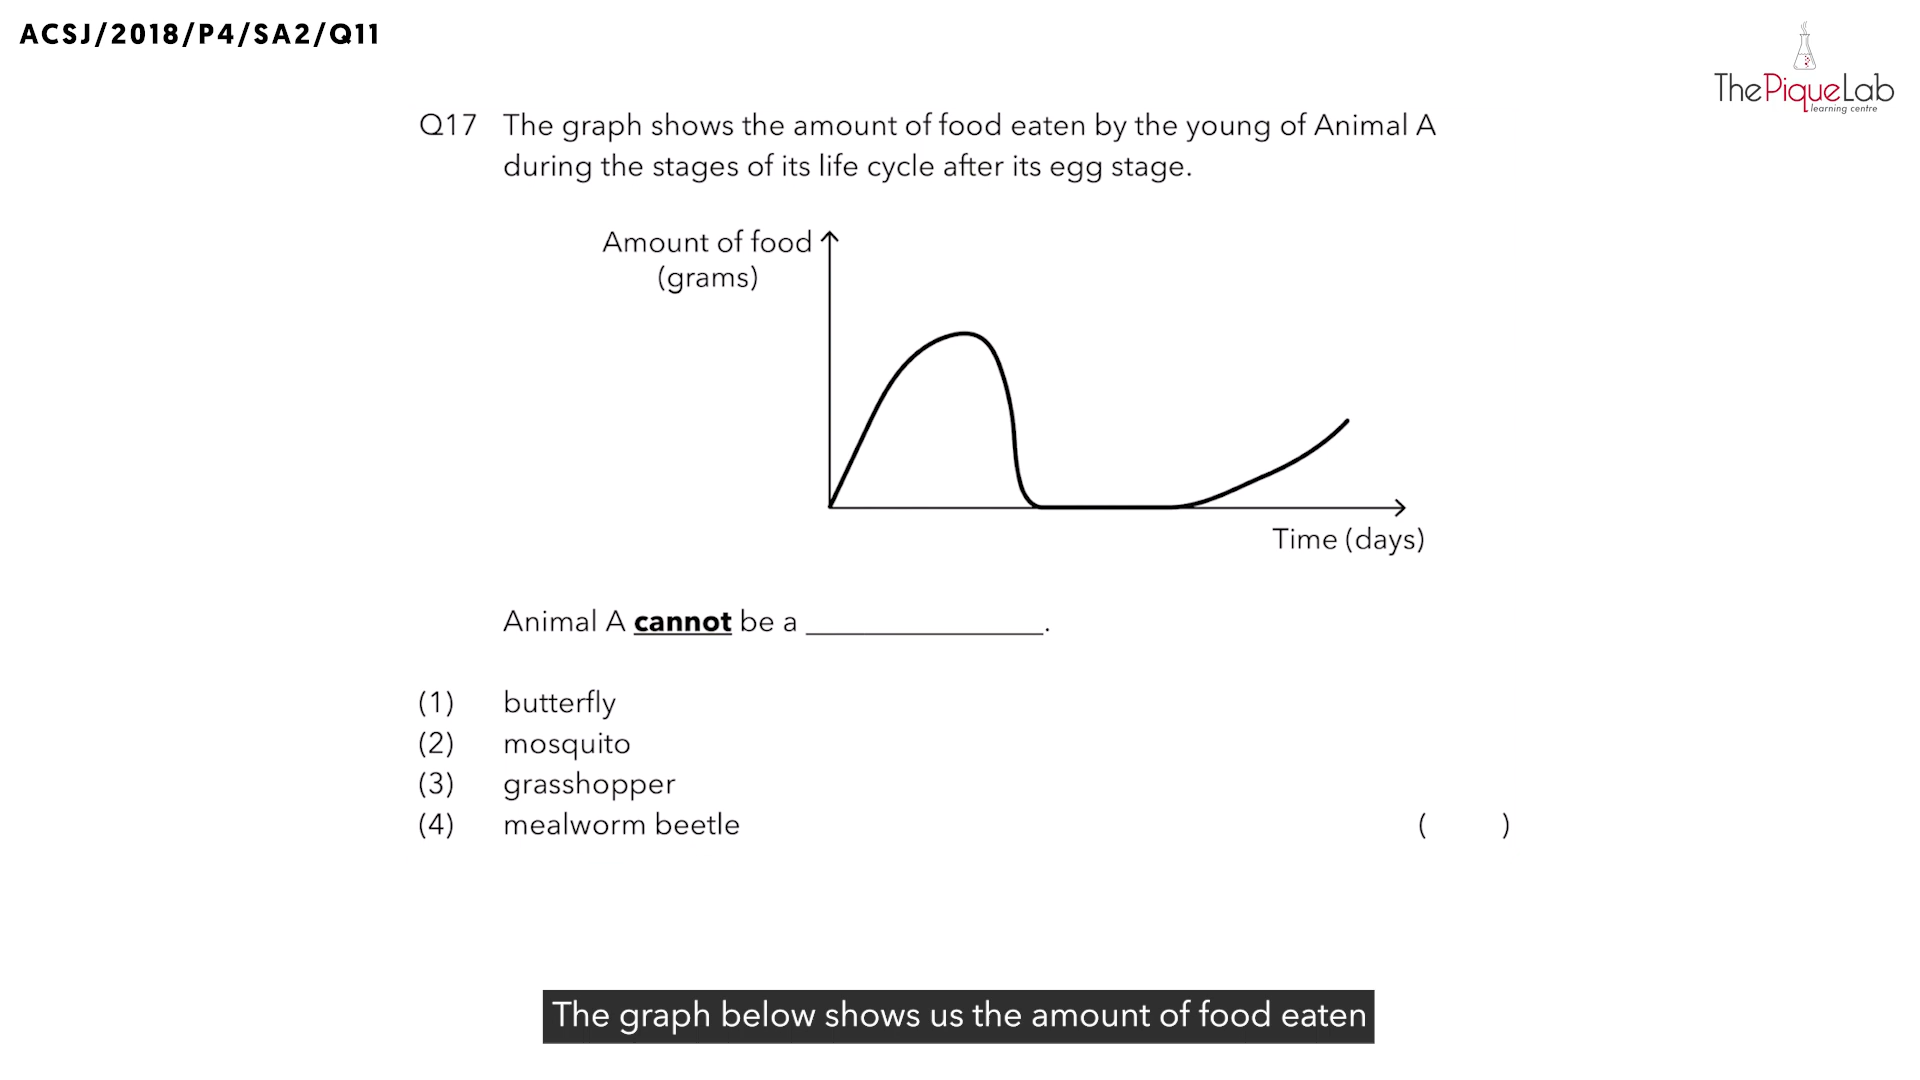 ACSJ/2018/P4/SA2/Q11
ThePiqueLab
learning centre
Q17 The graph shows the amount of food eaten by the young of Animal A
during the stages of its life cycle after its egg stage.
Amount of food
(grams)
Time (days)
Animal A cannot be a ________________.
(1) butterfly
(2) mosquito
(3) grasshopper
(4) mealworm beetle ( )
The graph below shows us the amount of food eaten